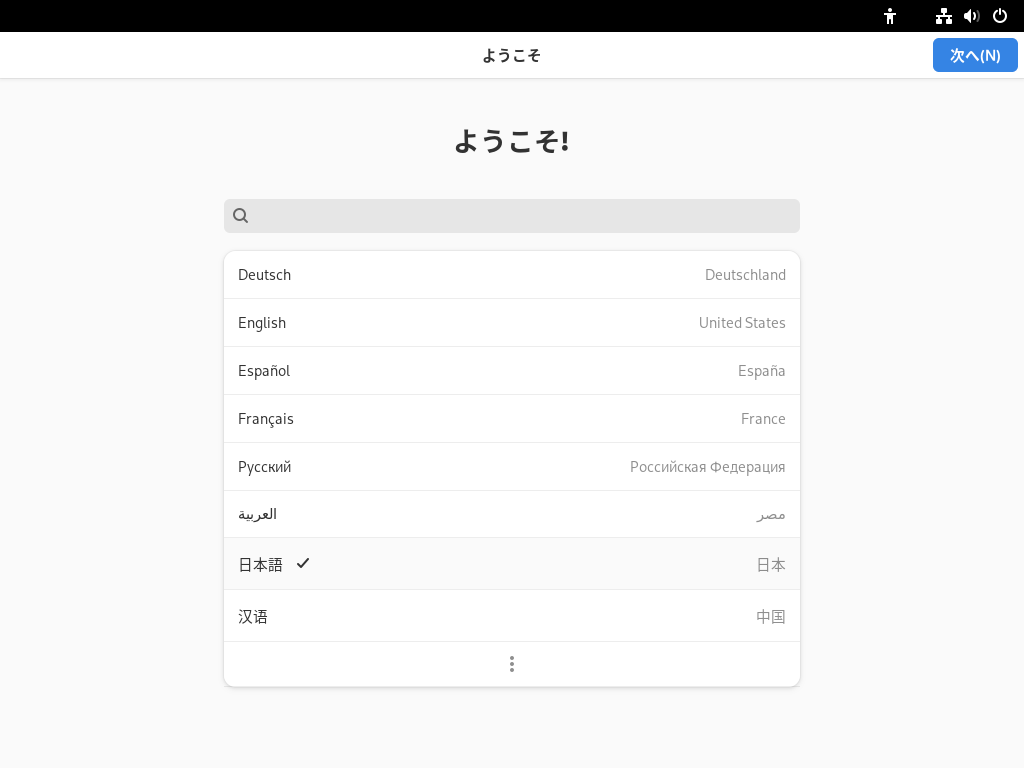 ようこそ
次へ(N)
ようこそ!
Deutsch Deutschland
English United States
Español España
Français France
Русский Российская Федерация
العربية مصر
日本語 日本
汉语 中国